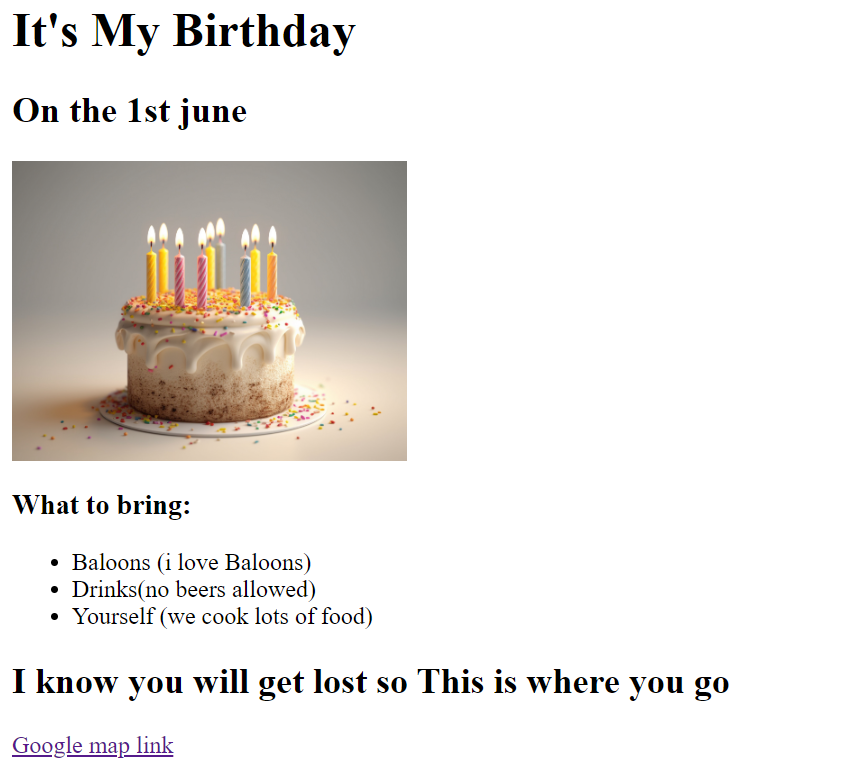 It's My Birthday
On the 1st june
What to bring:
Baloons (i love Baloons)
Drinks(no beers allowed)
Yourself (we cook lots of food)
I know you will get lost so This is where you go
Google map link